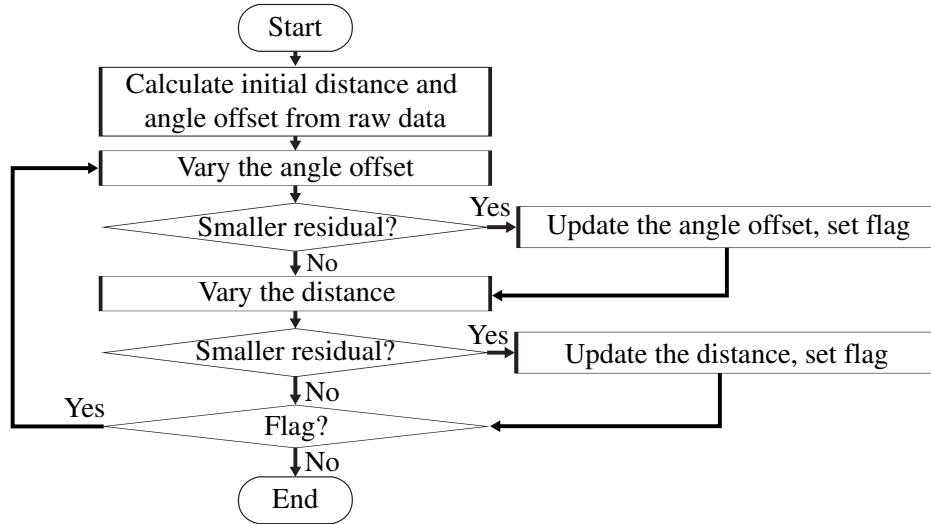 Start
Calculate initial distance and
angle offset from raw data
Vary the angle offset
Smaller residual?
Yes
Update the angle offset, set flag
No
Vary the distance
Smaller residual?
Yes
Update the distance, set flag
No
Flag?
Yes
No
End